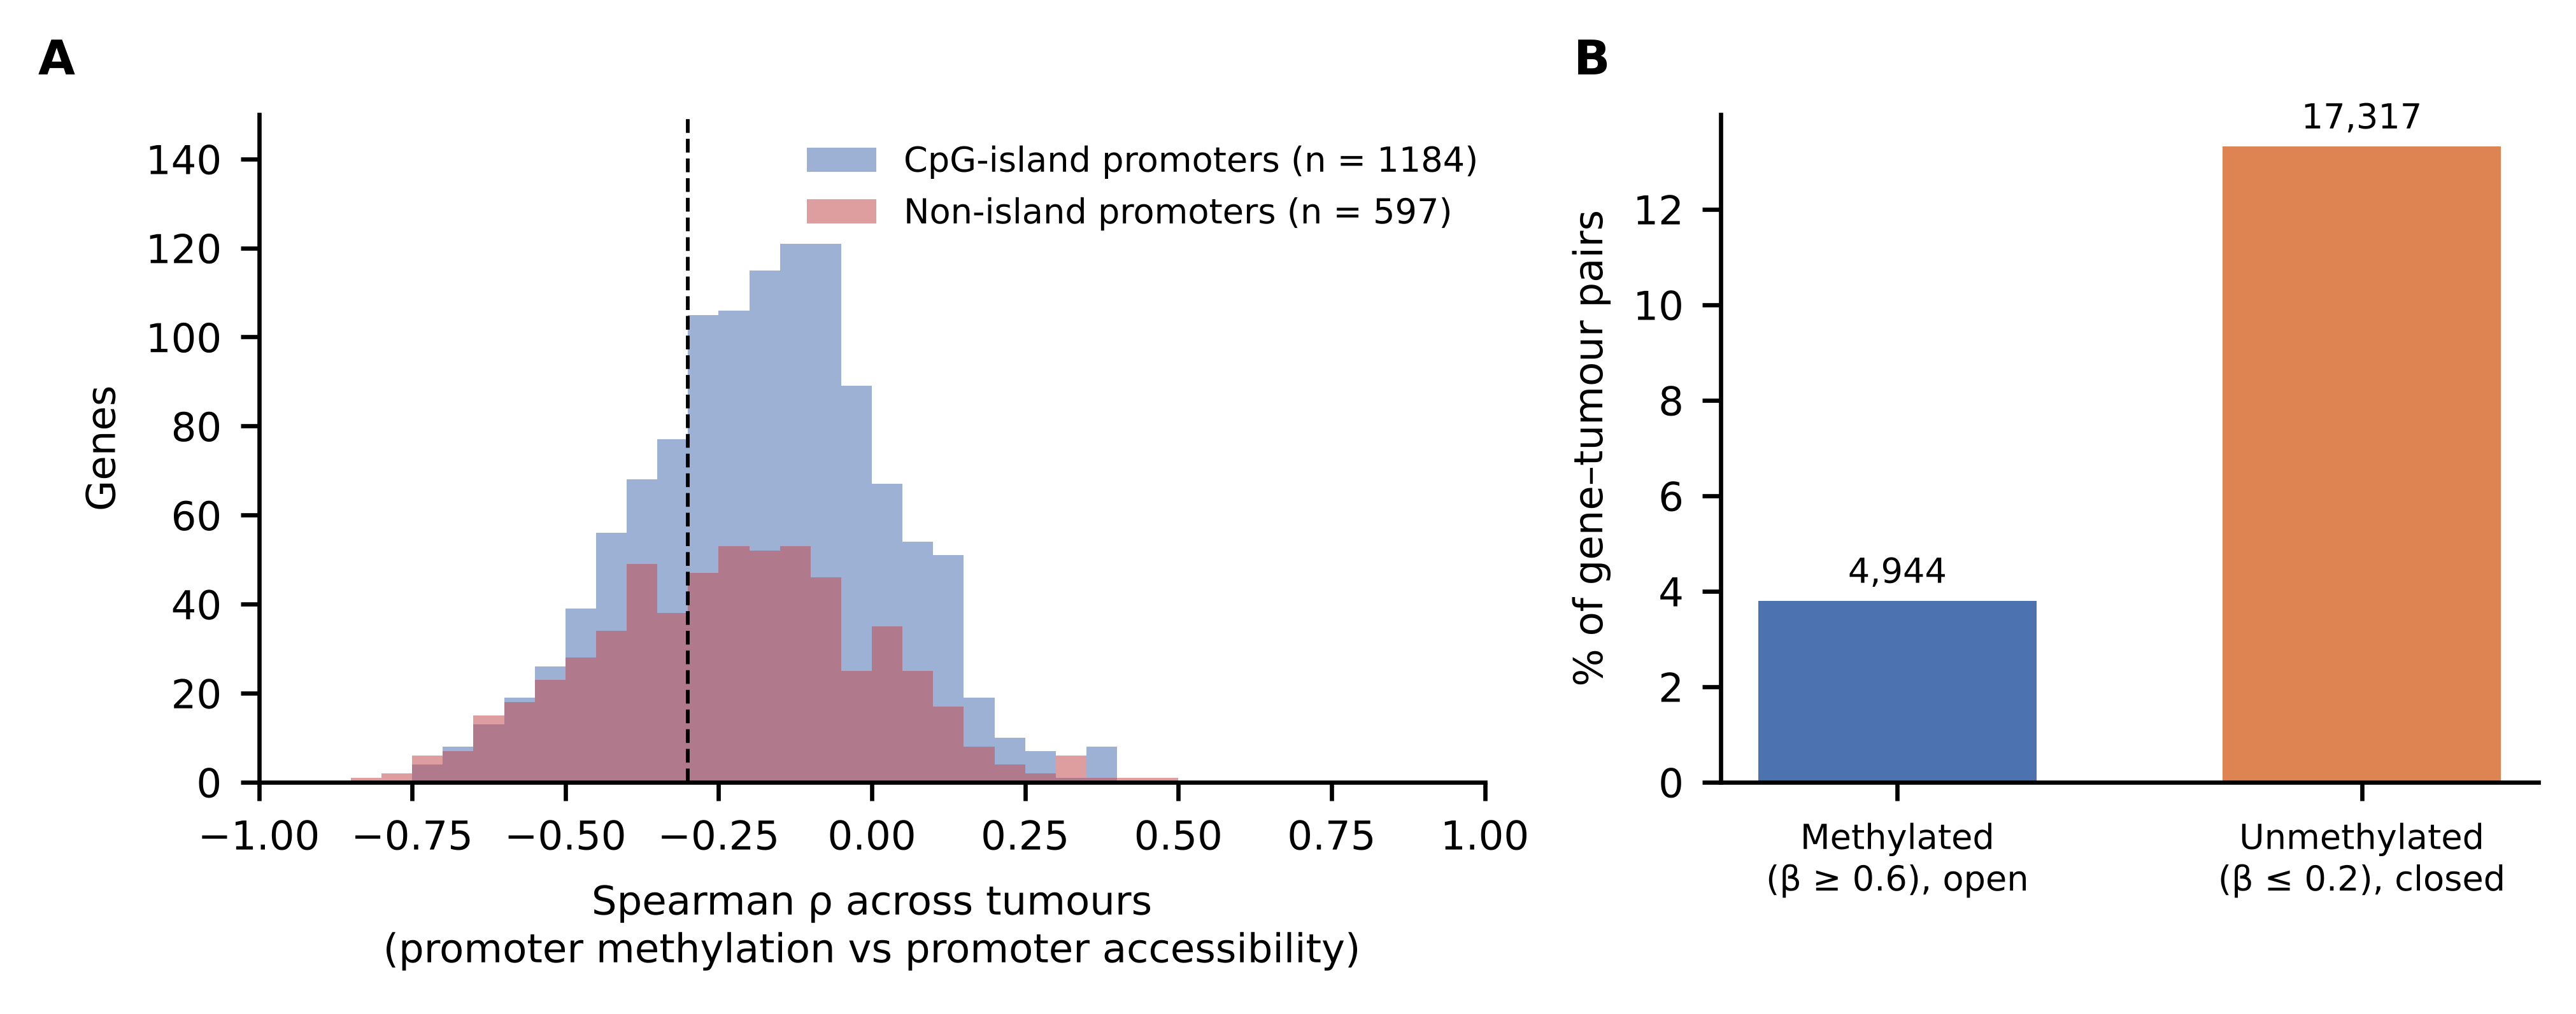 A
140
120
100
80
60
40
20
0
Genes
CpG-island promoters (n = 1184)
Non-island promoters (n = 597)
−1.00 −0.75 −0.50 −0.25 0.00 0.25 0.50 0.75 1.00
Spearman ρ across tumours
(promoter methylation vs promoter accessibility)
B
12
10
8
6
4
2
0
% of gene–tumour pairs
4,944
17,317
Methylated
(β ≥ 0.6), open
Unmethylated
(β ≤ 0.2), closed